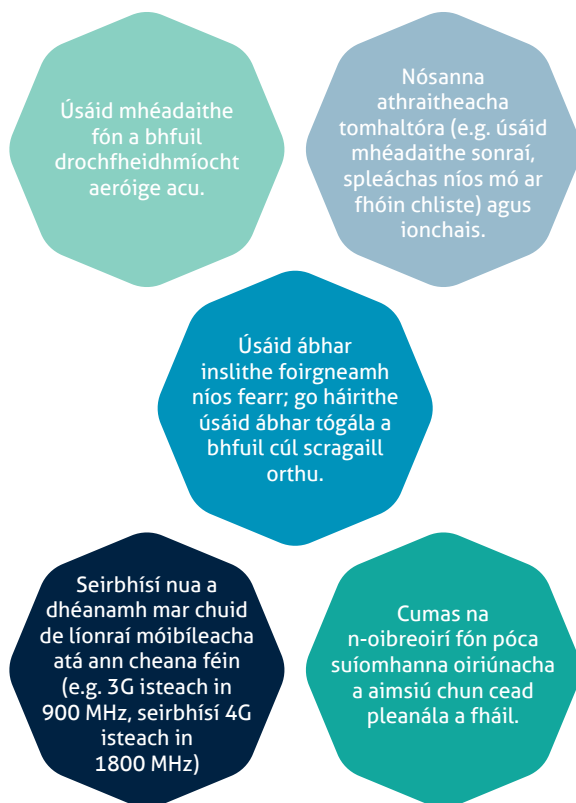 Úsáid mhéadaithe
fón a bhfuil
drochfheidhmíocht
aeróige acu.
Nósanna
athraitheacha
tomhaltóra (e.g. úsáid
mhéadaithe sonraí,
spleáchas níos mó ar
fhóin chliste) agus
ionchais.
Úsáid ábhar
inslithe foirgneamh
níos fearr; go háirithe
úsáid ábhar tógála a
bhfuil cúl scragaill
orthu.
Seirbhísí nua a
dhéanamh mar chuid
de líonraí móibíleacha
atá ann cheana féin
(e.g. 3G isteach in
900 MHz, seirbhísí 4G
isteach in
1800 MHz)
Cumas na
n-oibreoirí fón póca
suíomhanna oiriúnacha
a aimsiú chun cead
pleanála a fháil.